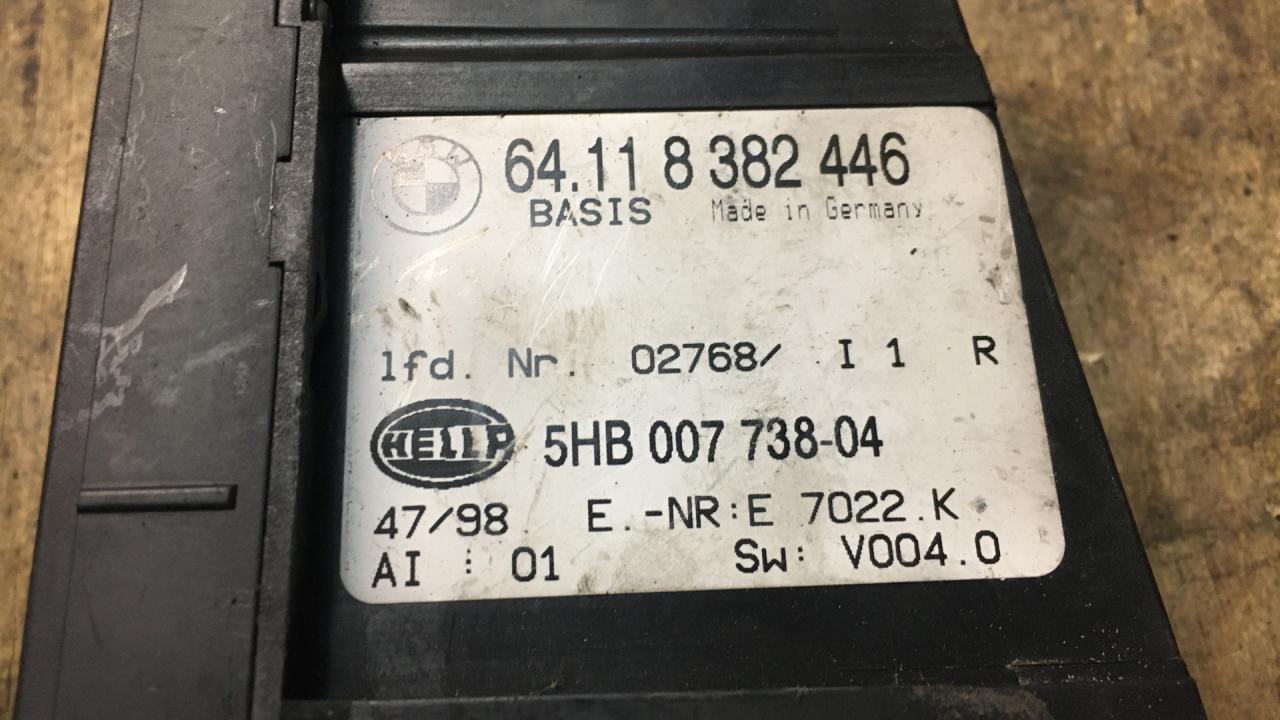 64.11 8 382 446
BASIS Made in Germany
lfd. Nr. 02768/ I 1 R
HELLA 5HB 007 738-04
47/98 E.-NR:E 7022.K
AI : 01 Sw: V004.0